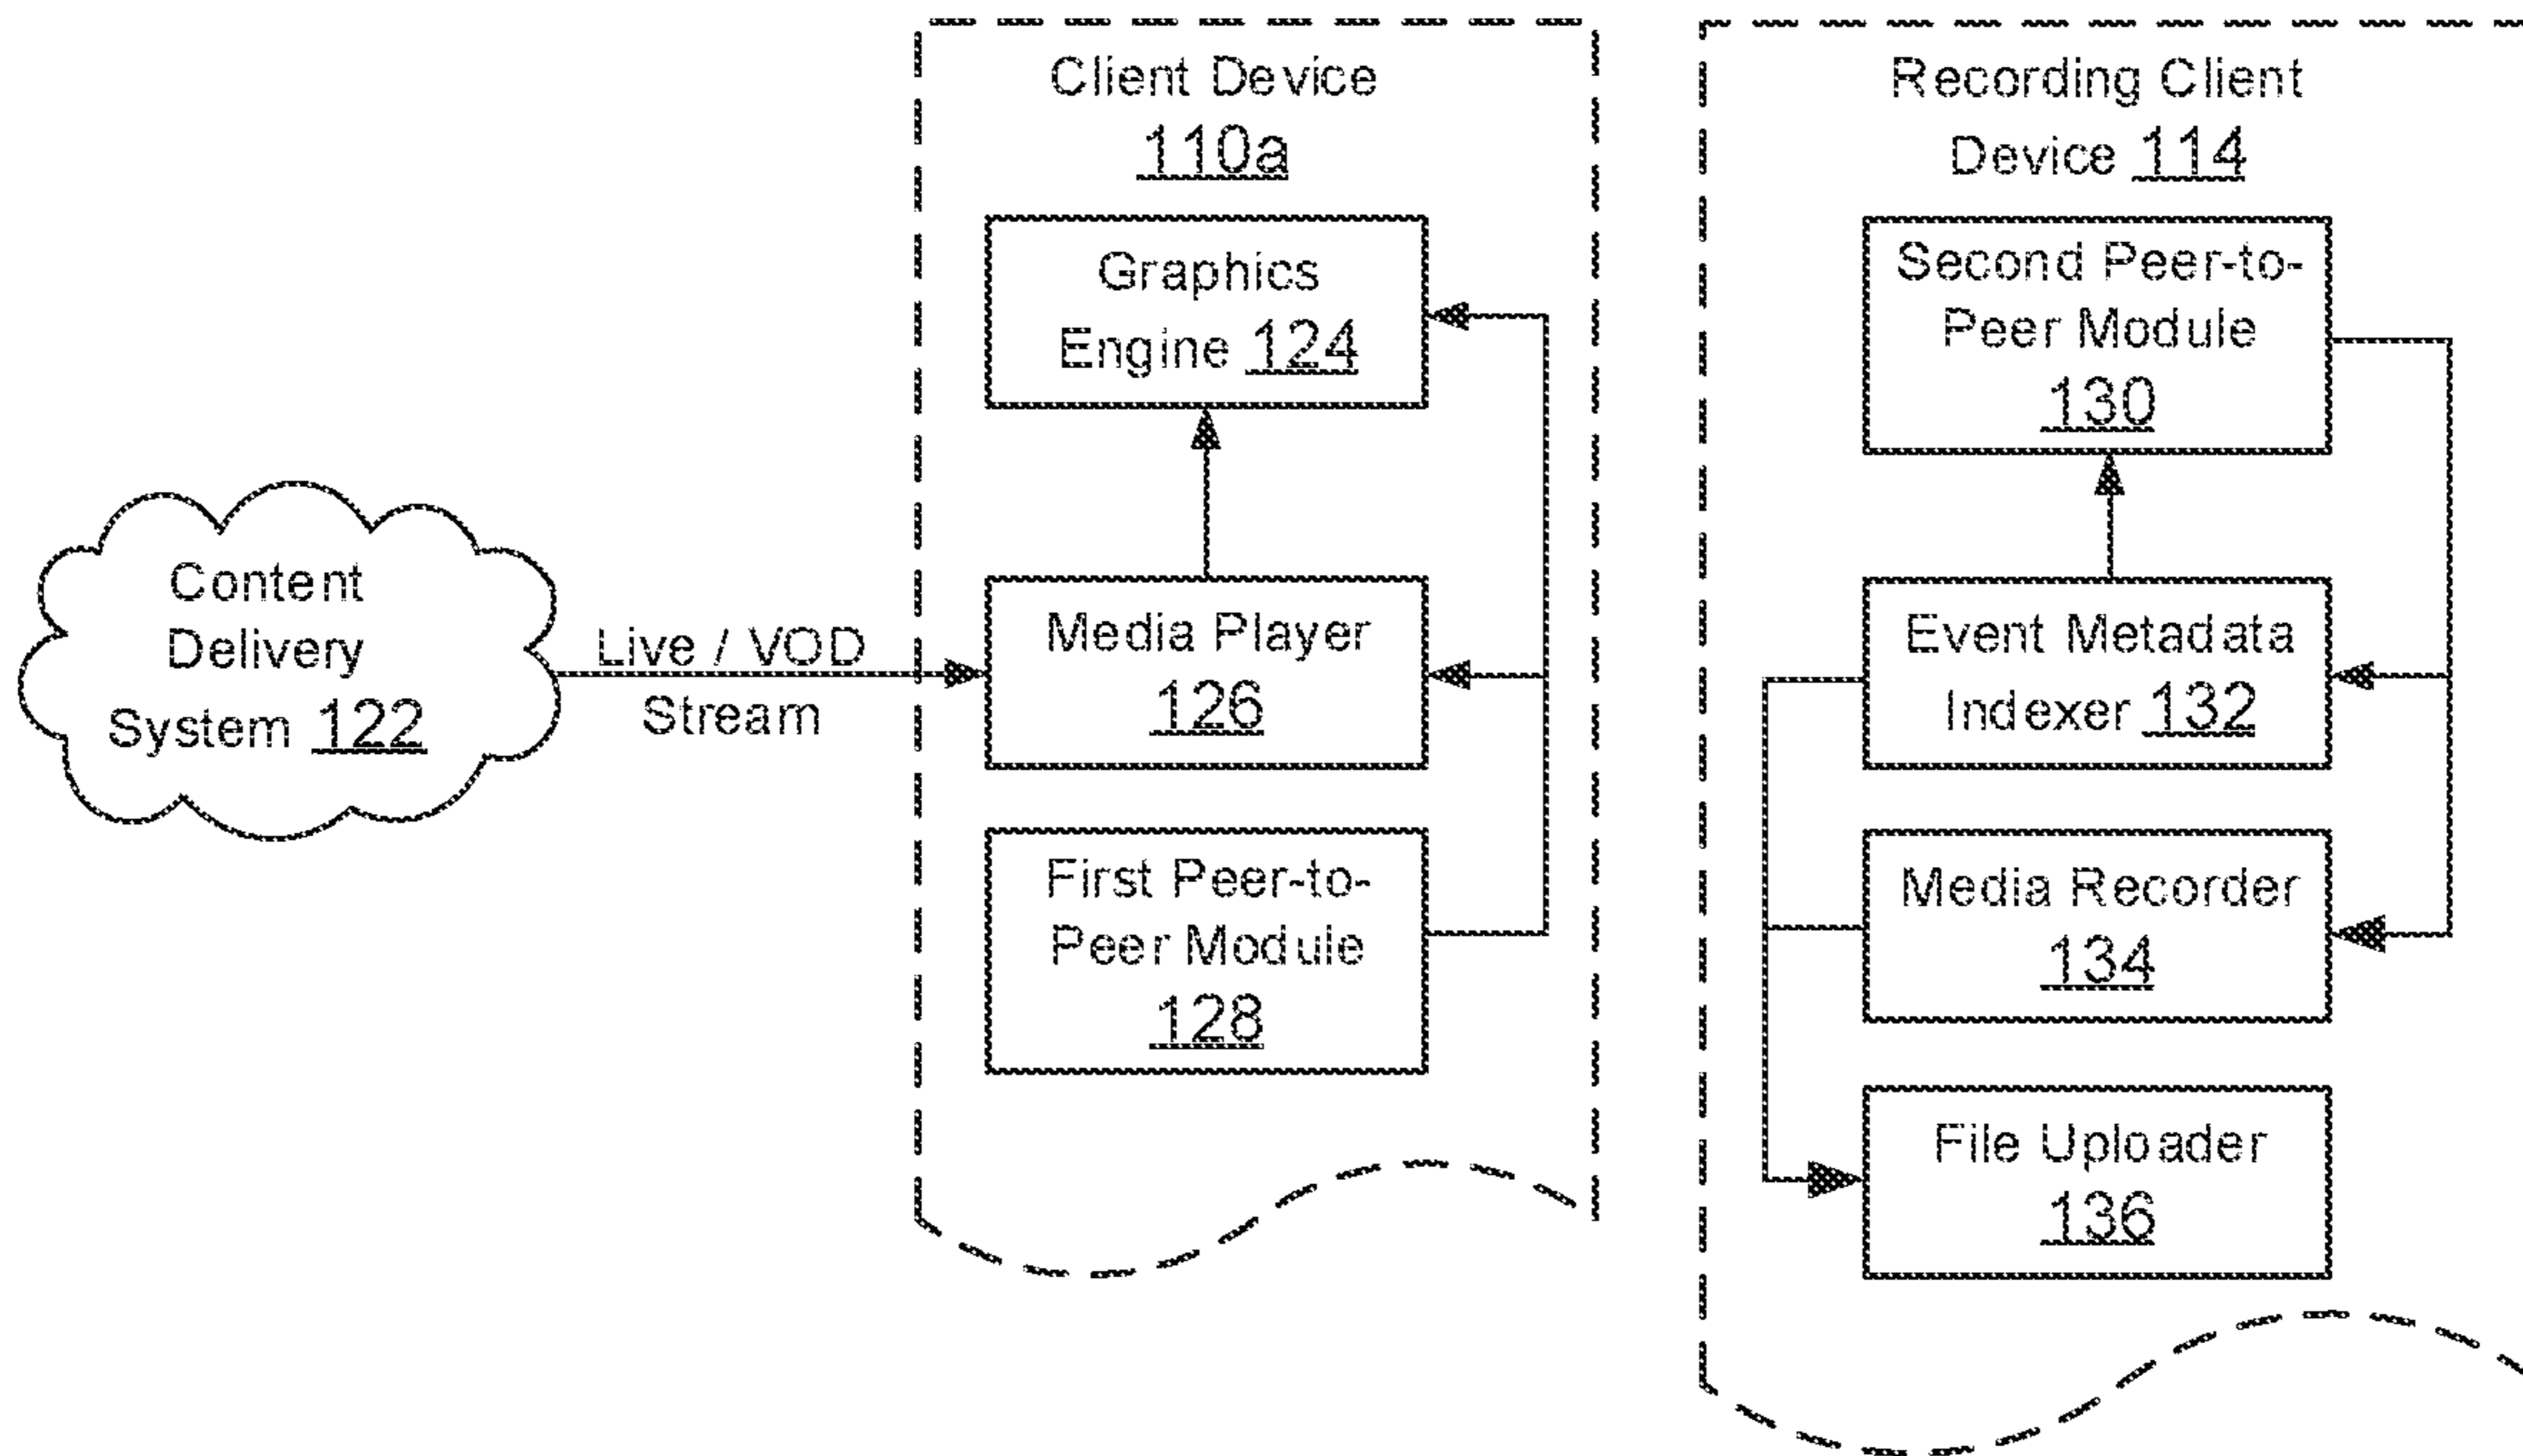 Content
Delivery
System 122
Live / VOD
Stream
Client Device
110a
Graphics
Engine 124
Media Player
126
First Peer-to-
Peer Module
128
Recording Client
Device 114
Second Peer-to-
Peer Module
130
Event Metadata
Indexer 132
Media Recorder
134
File Uploader
136